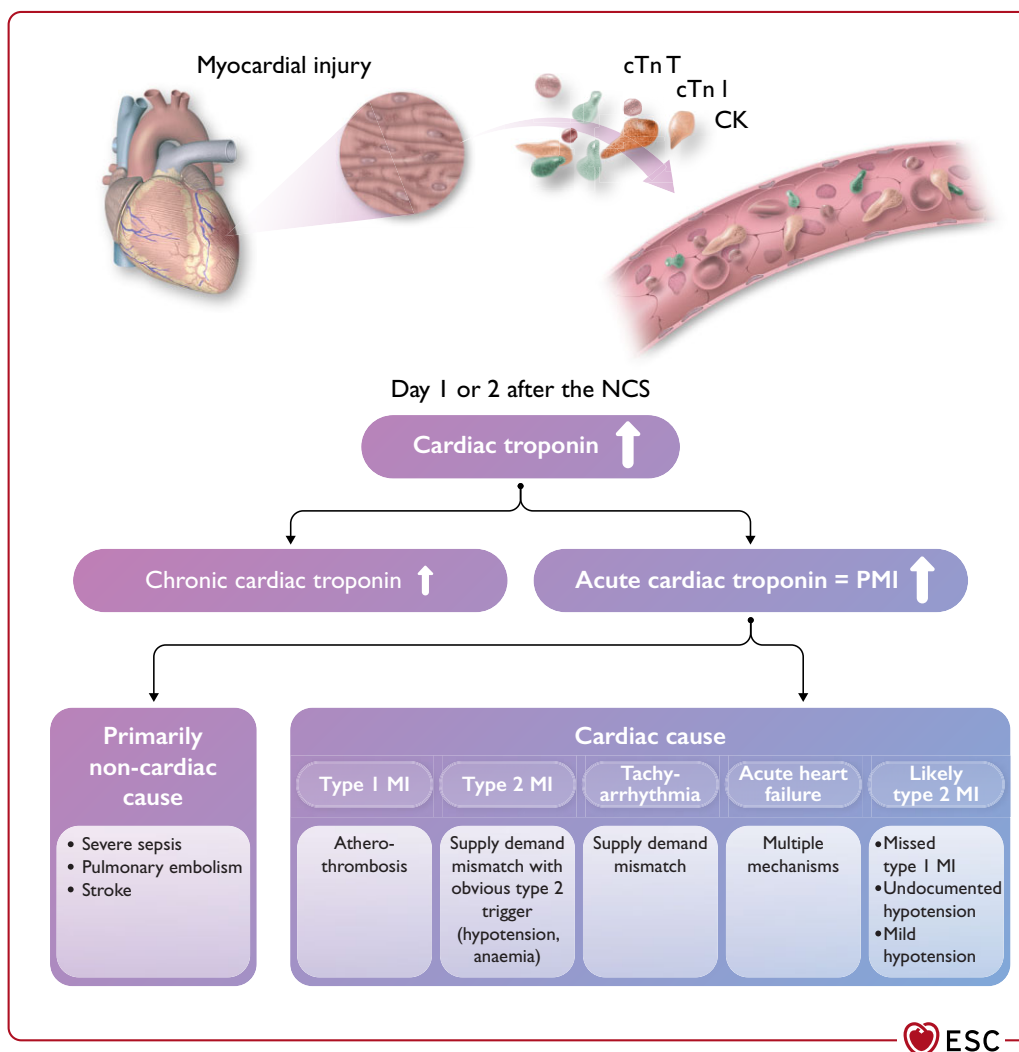 Myocardial injury
cTn T
cTn I
CK
Day 1 or 2 after the NCS
Cardiac troponin
Chronic cardiac troponin
Acute cardiac troponin = PMI
Primarily
non-cardiac
cause
• Severe sepsis
• Pulmonary embolism
• Stroke
Cardiac cause
Type 1 MI
Athero-
thrombosis
Type 2 MI
Supply demand
mismatch with
obvious type 2
trigger
(hypotension,
anaemia)
Tachy-
arrhythmia
Supply demand
mismatch
Acute heart
failure
Multiple
mechanisms
Likely
type 2 MI
•Missed
type 1 MI
•Undocumented
hypotension
•Mild
hypotension
ESC